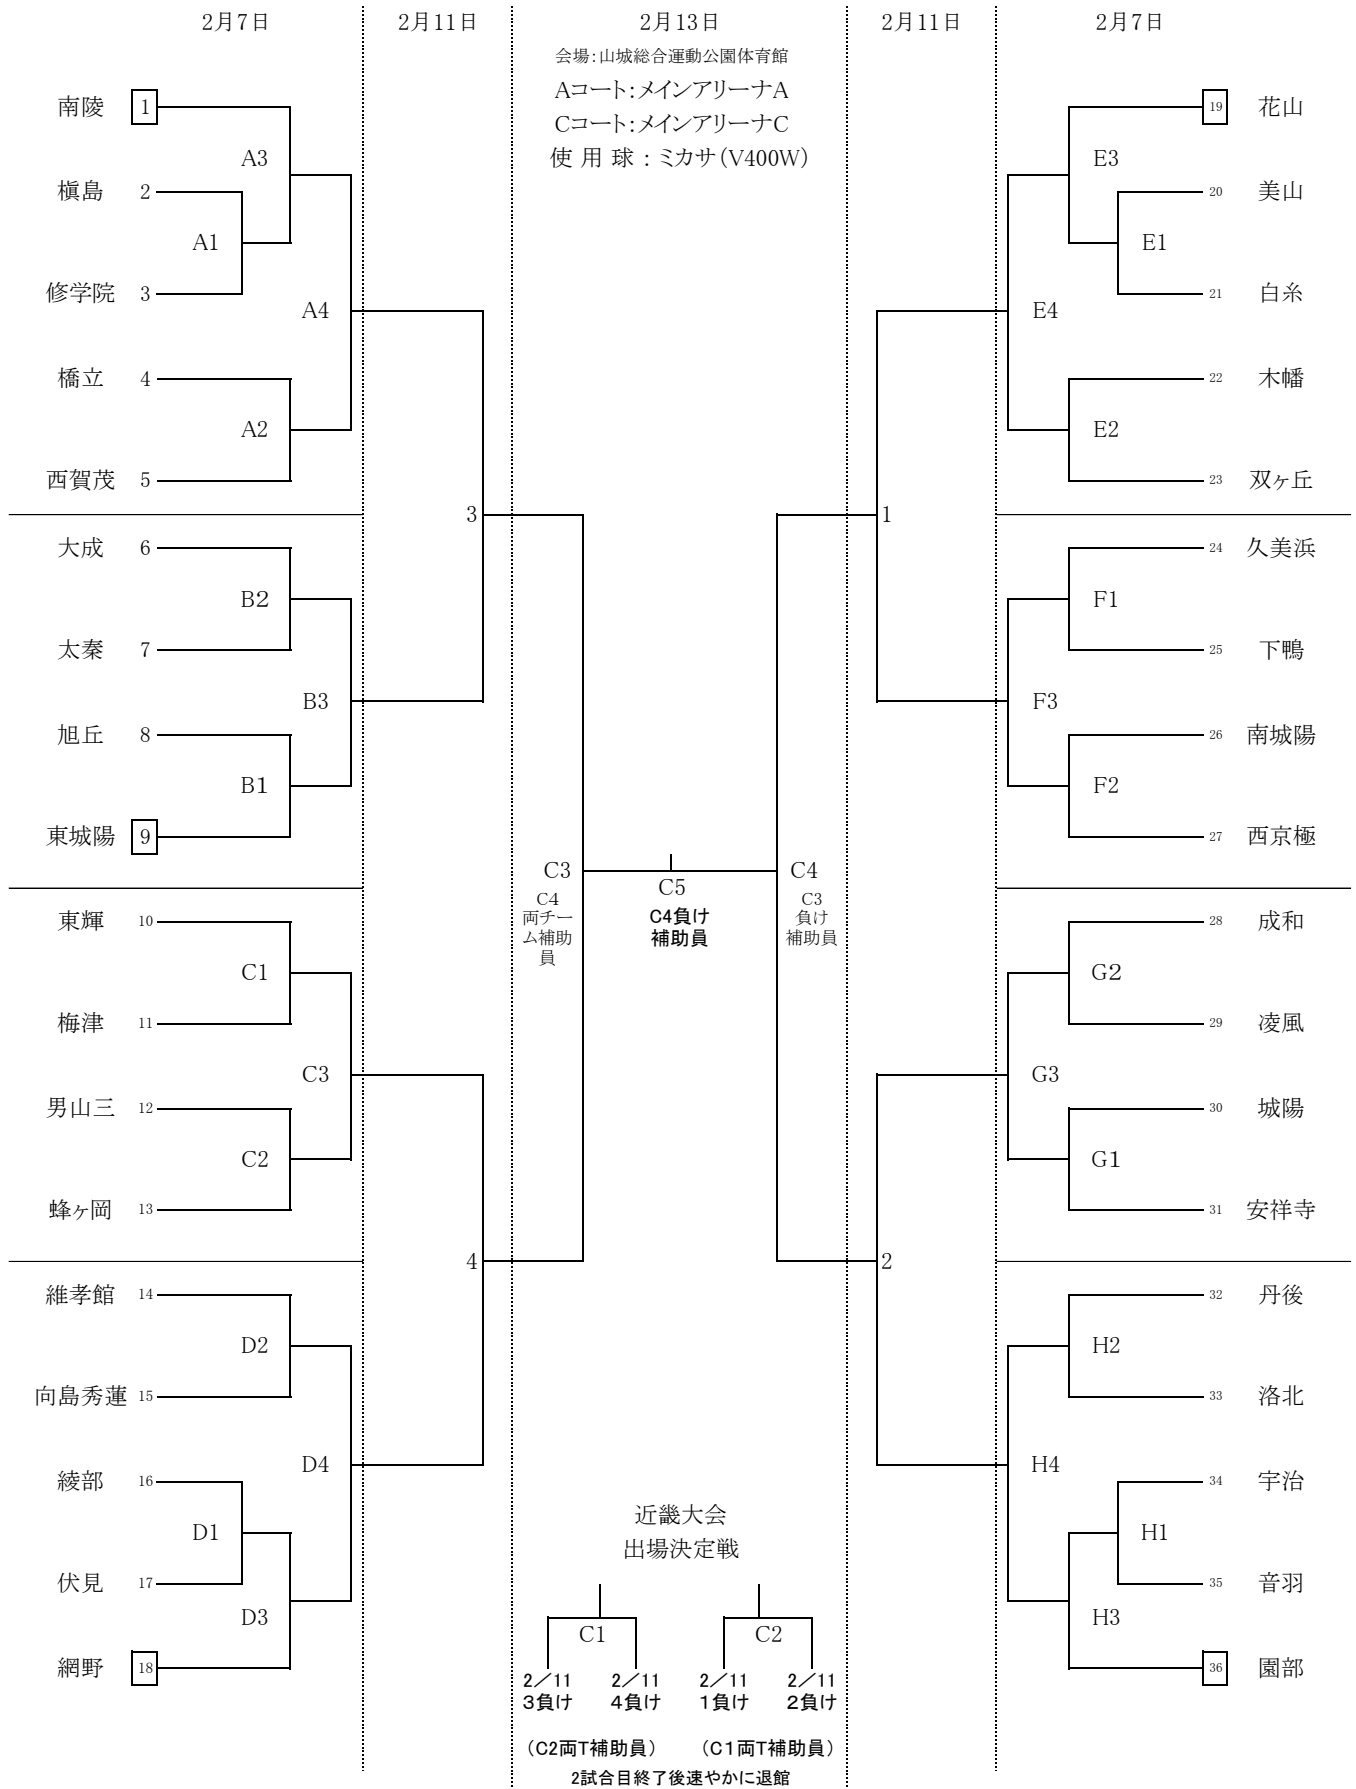 2月7日 2月11日 2月13日 2月11日 2月7日
会場：山城総合運動公園体育館
Aコート：メインアリーナA
Cコート：メインアリーナC
使 用 球 ： ミカサ（V400W）
南陵 1 19 花山
A3 E3
槇島 2 20 美山
A1 E1
修学院 3 21 白糸
A4 E4
橋立 4 22 木幡
A2 E2
西賀茂 5 23 双ヶ丘
3 1
大成 6 24 久美浜
B2 F1
太秦 7 25 下鴨
B3 F3
旭丘 8 26 南城陽
B1 F2
東城陽 9 27 西京極
C3 C4
C5
C4
両チー
ム補助
員
C4負け
補助員
C3
負け
補助員
東輝 10 28 成和
C1 G2
梅津 11 29 凌風
C3 G3
男山三 12 30 城陽
C2 G1
蜂ヶ岡 13 31 安祥寺
4 2
維孝館 14 32 丹後
D2 H2
向島秀蓮 15 33 洛北
D4 H4
綾部 16 34 宇治
D1 H1
伏見 17 35 音羽
D3 H3
網野 18 36 園部
近畿大会
出場決定戦
C1 C2
2／11 2／11 2／11 2／11
３負け ４負け １負け ２負け
（C２両T補助員） （C１両T補助員）
２試合目終了後速やかに退館